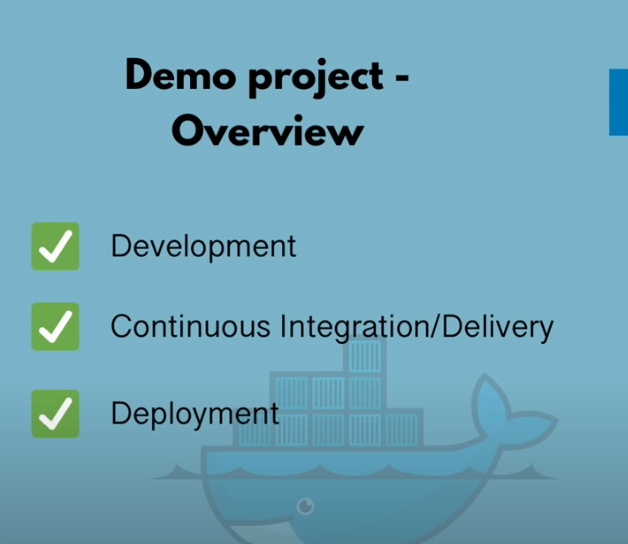 Demo project -
Overview
Development
Continuous Integration/Delivery
Deployment